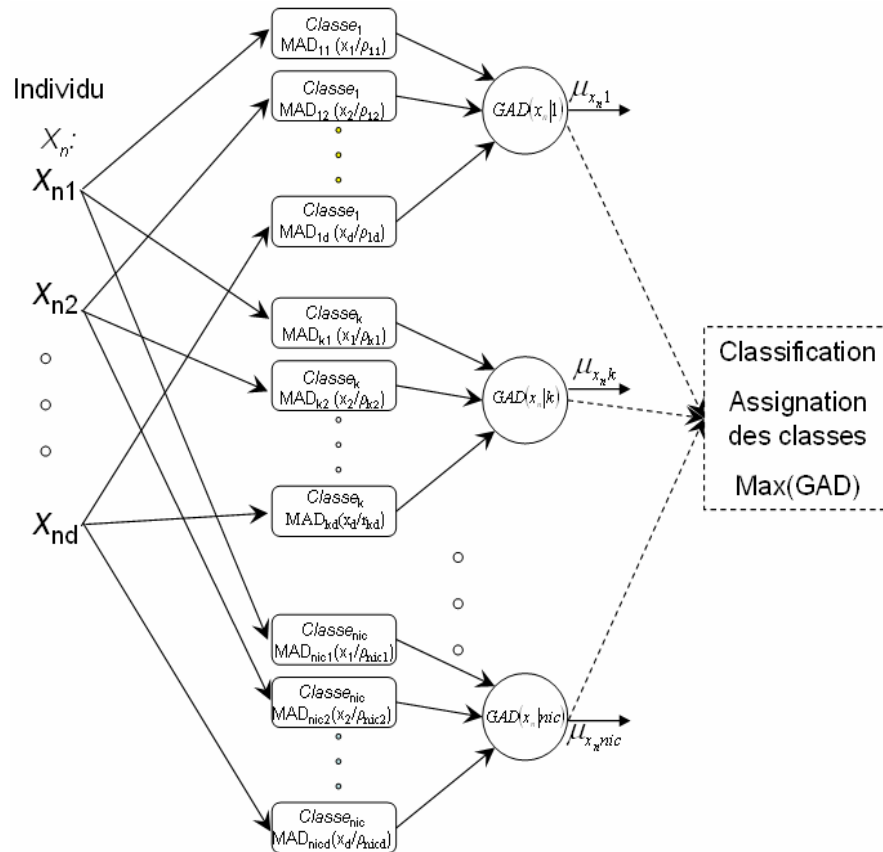 Individu
Xn:
Xn1
Xn2
Xnd
Classe1
MAD11 (x1/ρ11)
Classe1
MAD12 (x2/ρ12)
Classe1
MAD1d (xd/ρ1d)
Classek
MADk1 (x1/ρk1)
Classek
MADk2 (x2/ρk2)
Classek
MADkd(xd/rkd)
Classenic
MADnic1(x1/ρnic1)
Classenic
MADnic2(x2/ρnic2)
Classenic
MADnicd(xd/ρnicd)
GAD(xn|1)
μxn1
GAD(xn|k)
μxnk
GAD(xn|nic)
μxnnic
Classification
Assignation
des classes
Max(GAD)